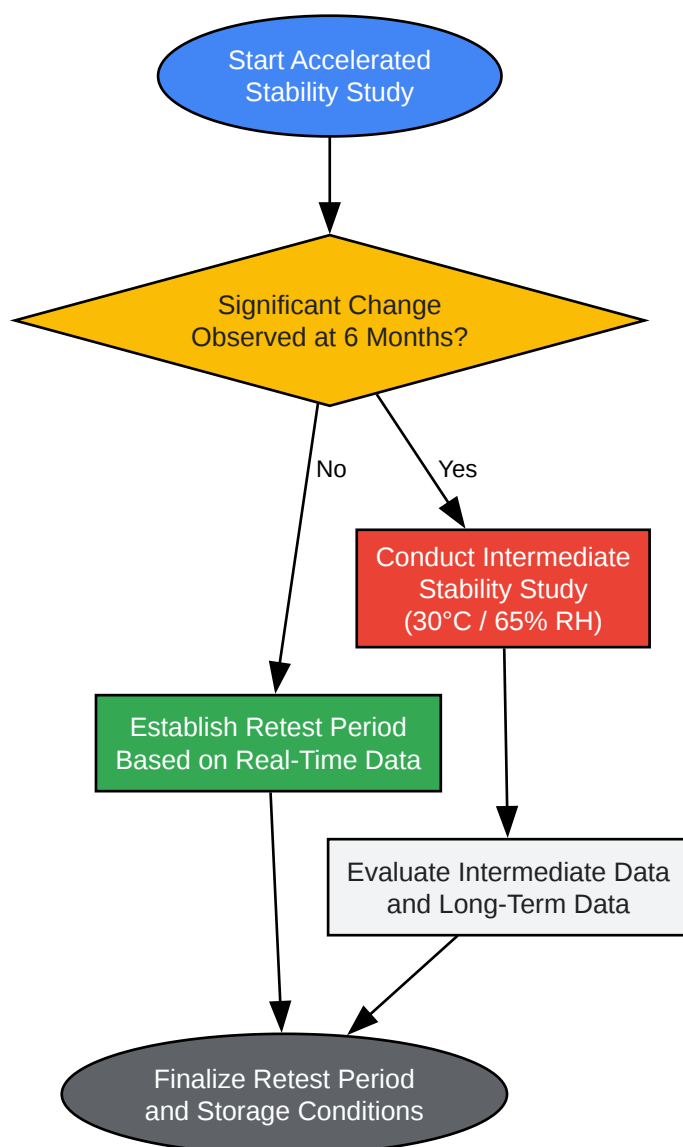 Start Accelerated
Stability Study
Significant Change
Observed at 6 Months?
No
Yes
Conduct Intermediate
Stability Study
(30°C / 65% RH)
Establish Retest Period
Based on Real-Time Data
Evaluate Intermediate Data
and Long-Term Data
Finalize Retest Period
and Storage Conditions